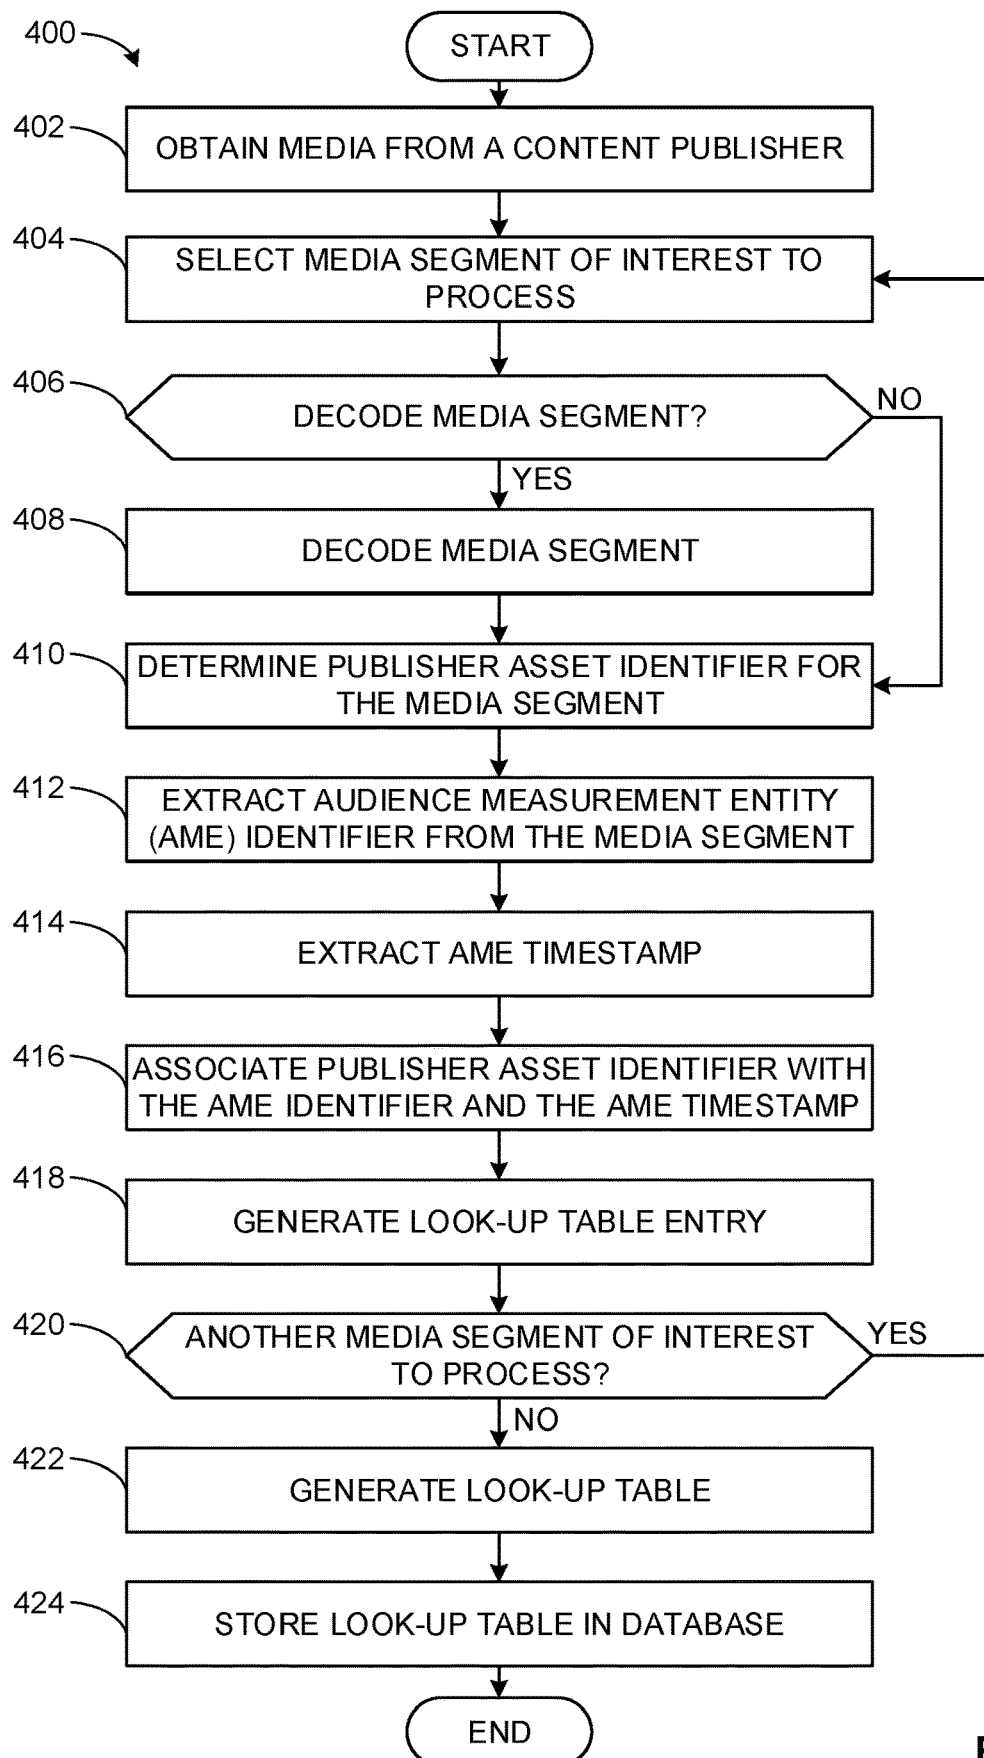 400
START
402
OBTAIN MEDIA FROM A CONTENT PUBLISHER
404
SELECT MEDIA SEGMENT OF INTEREST TO
PROCESS
406
DECODE MEDIA SEGMENT?
NO
YES
408
DECODE MEDIA SEGMENT
410
DETERMINE PUBLISHER ASSET IDENTIFIER FOR
THE MEDIA SEGMENT
412
EXTRACT AUDIENCE MEASUREMENT ENTITY
(AME) IDENTIFIER FROM THE MEDIA SEGMENT
414
EXTRACT AME TIMESTAMP
416
ASSOCIATE PUBLISHER ASSET IDENTIFIER WITH
THE AME IDENTIFIER AND THE AME TIMESTAMP
418
GENERATE LOOK-UP TABLE ENTRY
420
ANOTHER MEDIA SEGMENT OF INTEREST
TO PROCESS?
YES
NO
422
GENERATE LOOK-UP TABLE
424
STORE LOOK-UP TABLE IN DATABASE
END